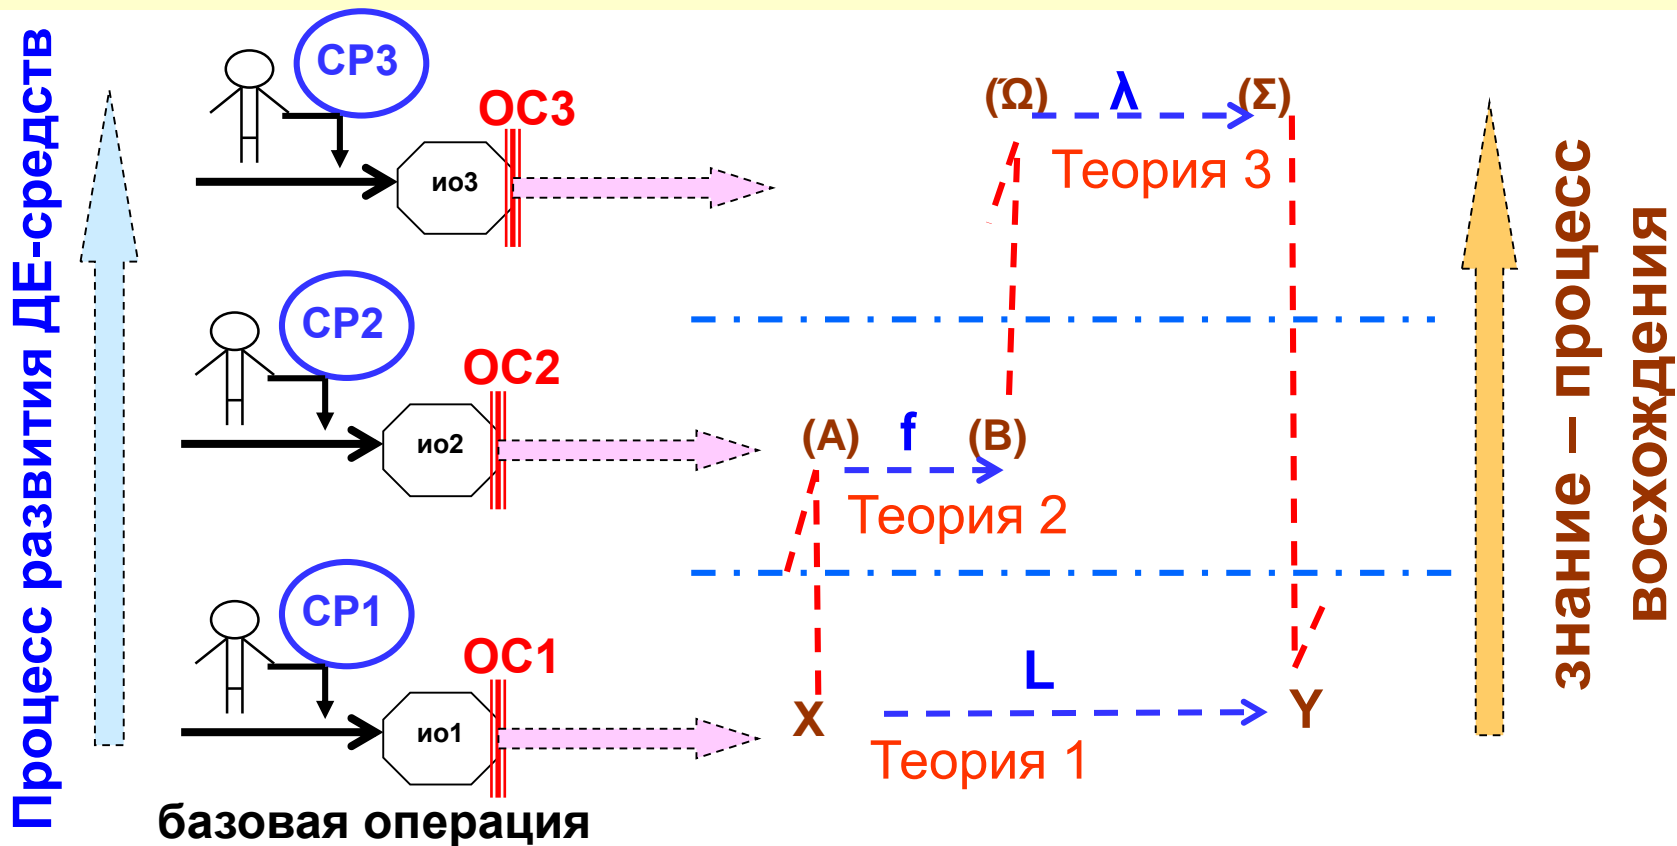 Процесс развития ДЕ-средств
СР3
ОС3
ио3
(Ώ) λ (Σ)
Теория 3
СР2
ОС2
ио2
(А) f (В)
Теория 2
СР1
ОС1
ио1
X L Y
Теория 1
базовая операция
знание – процесс
восхождения